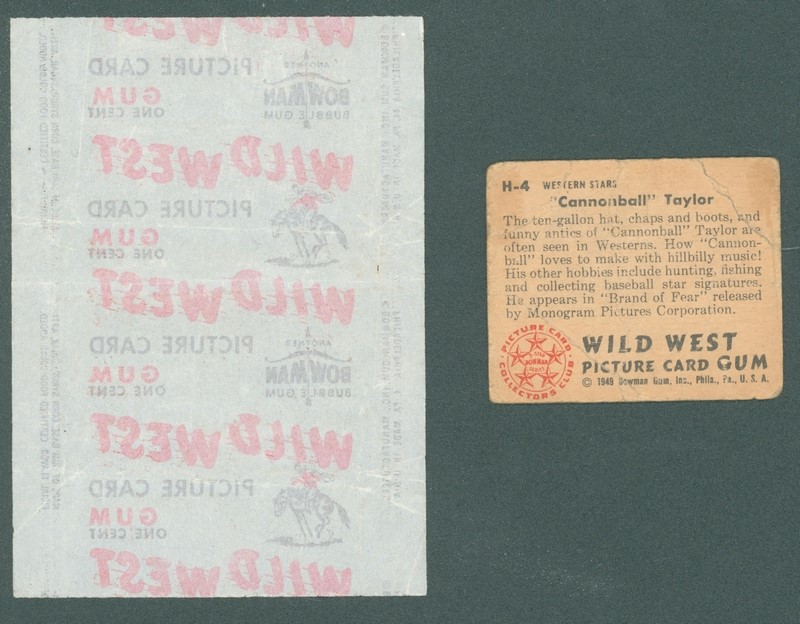 WILD WEST
PICTURE CARD
GUM
ONE CENT
ANOTHER
BOWMAN
BUBBLE GUM
WILD WEST
PICTURE CARD
GUM
ONE CENT
WILD WEST
PICTURE CARD
GUM
ONE CENT
ANOTHER
BOWMAN
BUBBLE GUM
WILD WEST
PICTURE CARD
GUM
ONE CENT
WILD WEST
H-4 WESTERN STARS
"Cannonball" Taylor
The ten-gallon hat, chaps and boots, and
funny antics of "Cannonball" Taylor are
often seen in Westerns. How "Cannon-
ball" loves to make with hillbilly music!
His other hobbies include hunting, fishing
and collecting baseball star signatures.
He appears in "Brand of Fear" released
by Monogram Pictures Corporation.
PICTURE CARD
COLLECTORS CLUB
WILD WEST
PICTURE CARD GUM
© 1949 Bowman Gum, Inc., Phila., Pa., U. S. A.